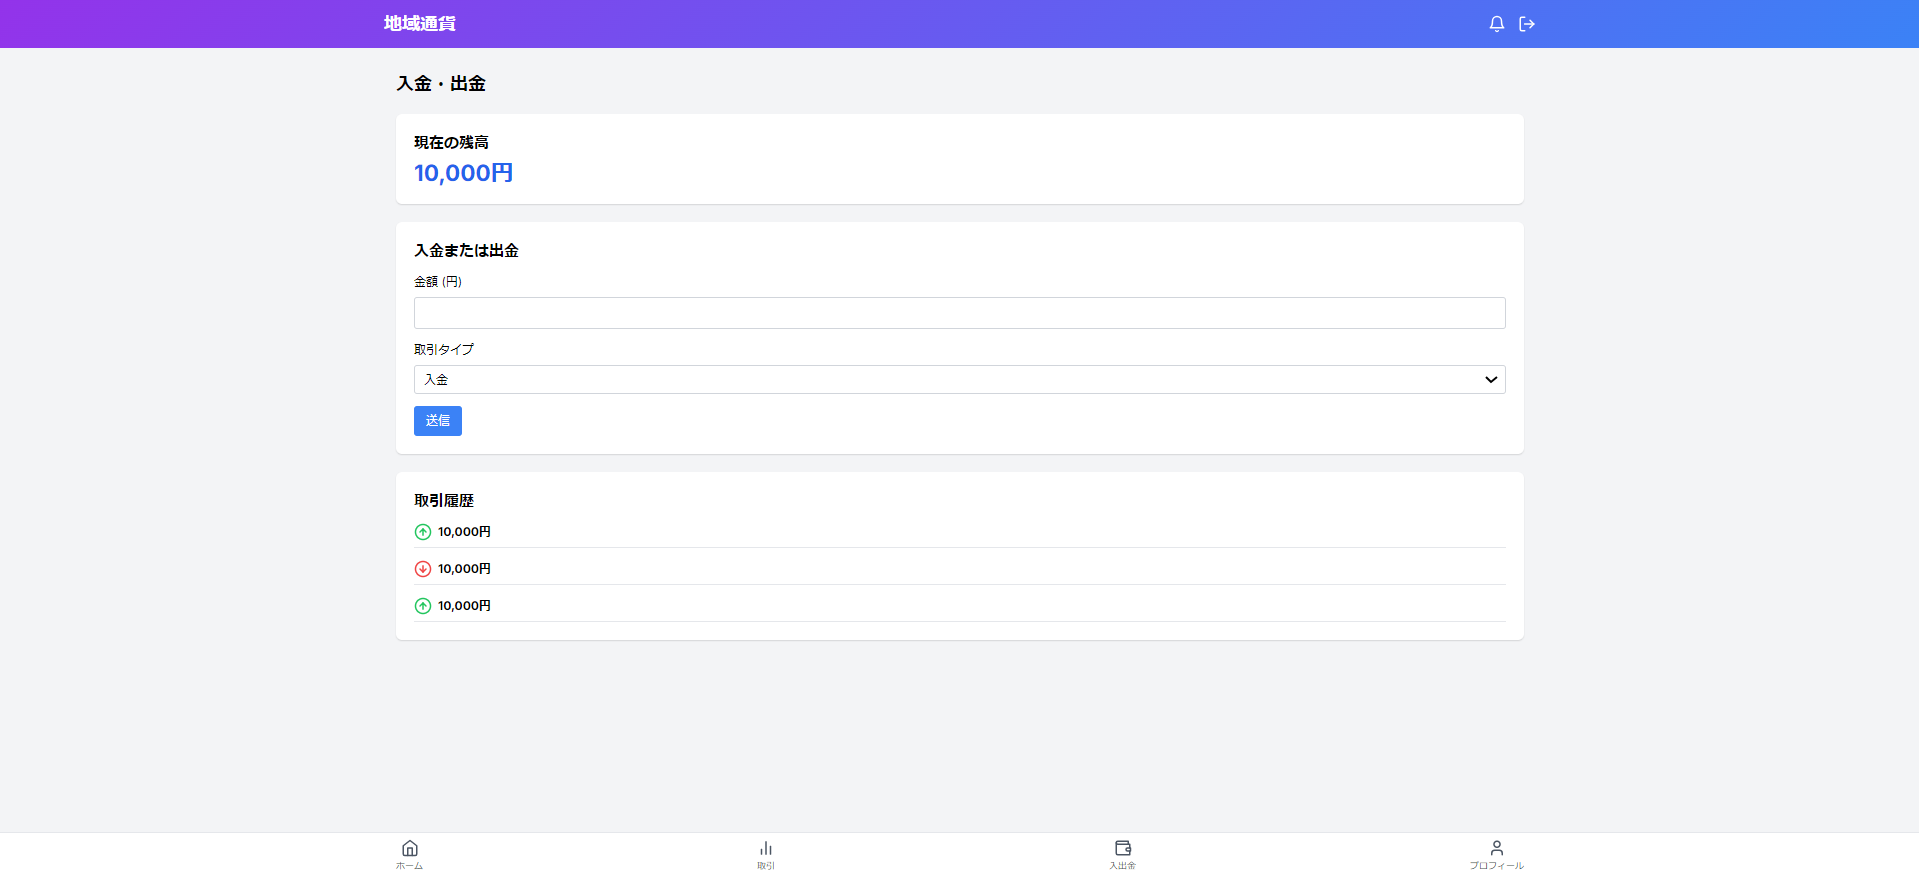 地域通貨
入金・出金
現在の残高
10,000円
入金または出金
金額 (円)
取引タイプ
入金
送信
取引履歴
10,000円
10,000円
10,000円
ホーム
取引
入出金
プロフィール